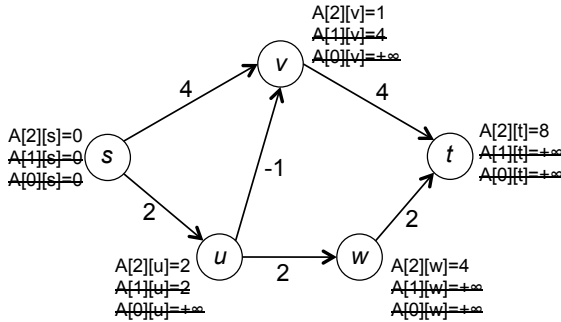 A[2][v]=1
A[1][v]=4
A[0][v]=+∞
v
4
4
A[2][s]=0
A[1][s]=0
A[0][s]=0
s
A[2][t]=8
A[1][t]=+∞
A[0][t]=+∞
t
-1
2
2
u
2
w
A[2][u]=2
A[1][u]=2
A[0][u]=+∞
A[2][w]=4
A[1][w]=+∞
A[0][w]=+∞